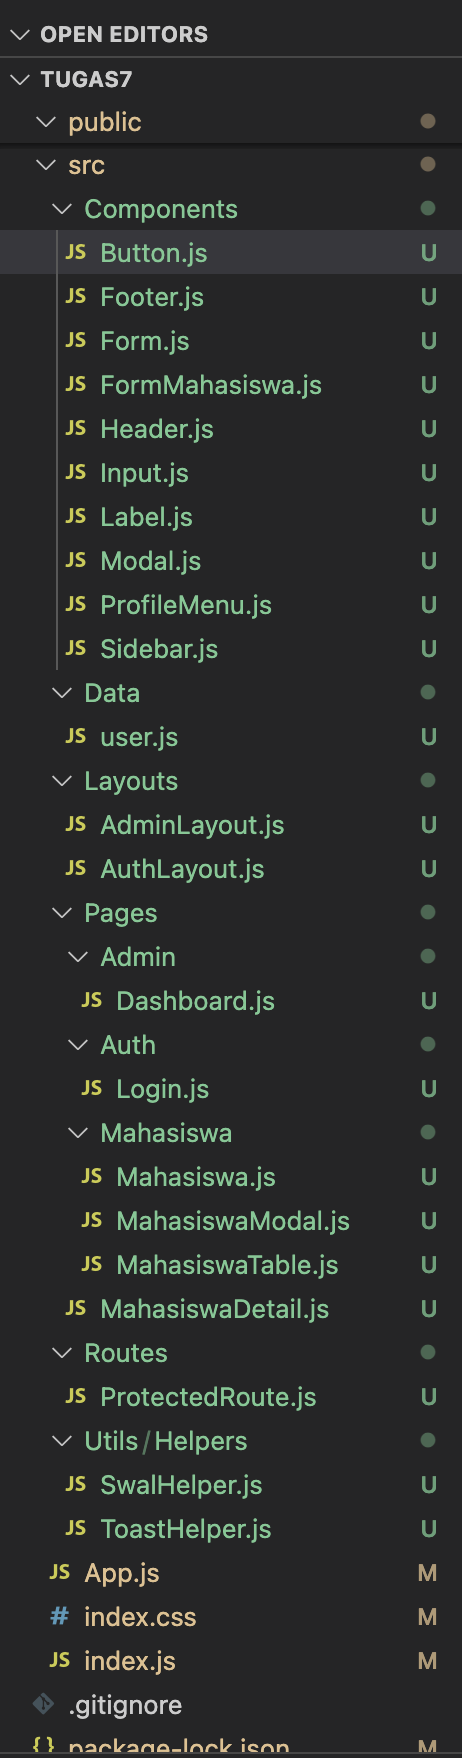 OPEN EDITORS
TUGAS7
public
src
Components
JS Button.js U
JS Footer.js U
JS Form.js U
JS FormMahasiswa.js U
JS Header.js U
JS Input.js U
JS Label.js U
JS Modal.js U
JS ProfileMenu.js U
JS Sidebar.js U
Data
JS user.js U
Layouts
JS AdminLayout.js U
JS AuthLayout.js U
Pages
Admin
JS Dashboard.js U
Auth
JS Login.js U
Mahasiswa
JS Mahasiswa.js U
JS MahasiswaModal.js U
JS MahasiswaTable.js U
JS MahasiswaDetail.js U
Routes
JS ProtectedRoute.js U
Utils/Helpers
JS SwalHelper.js U
JS ToastHelper.js U
JS App.js M
# index.css M
JS index.js M
.gitignore
{} package-lock.json M